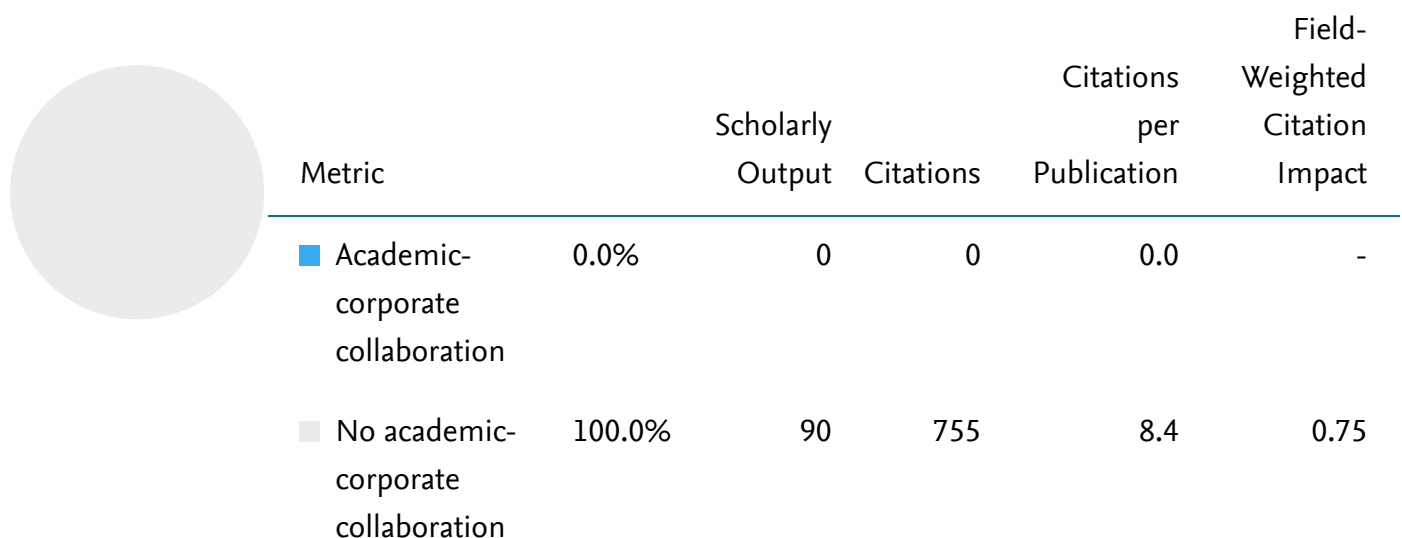 Field-
Citations Weighted
Scholarly per Citation
Metric Output Citations Publication Impact
Academic- 0.0% 0 0 0.0 -
corporate
collaboration
No academic- 100.0% 90 755 8.4 0.75
corporate
collaboration